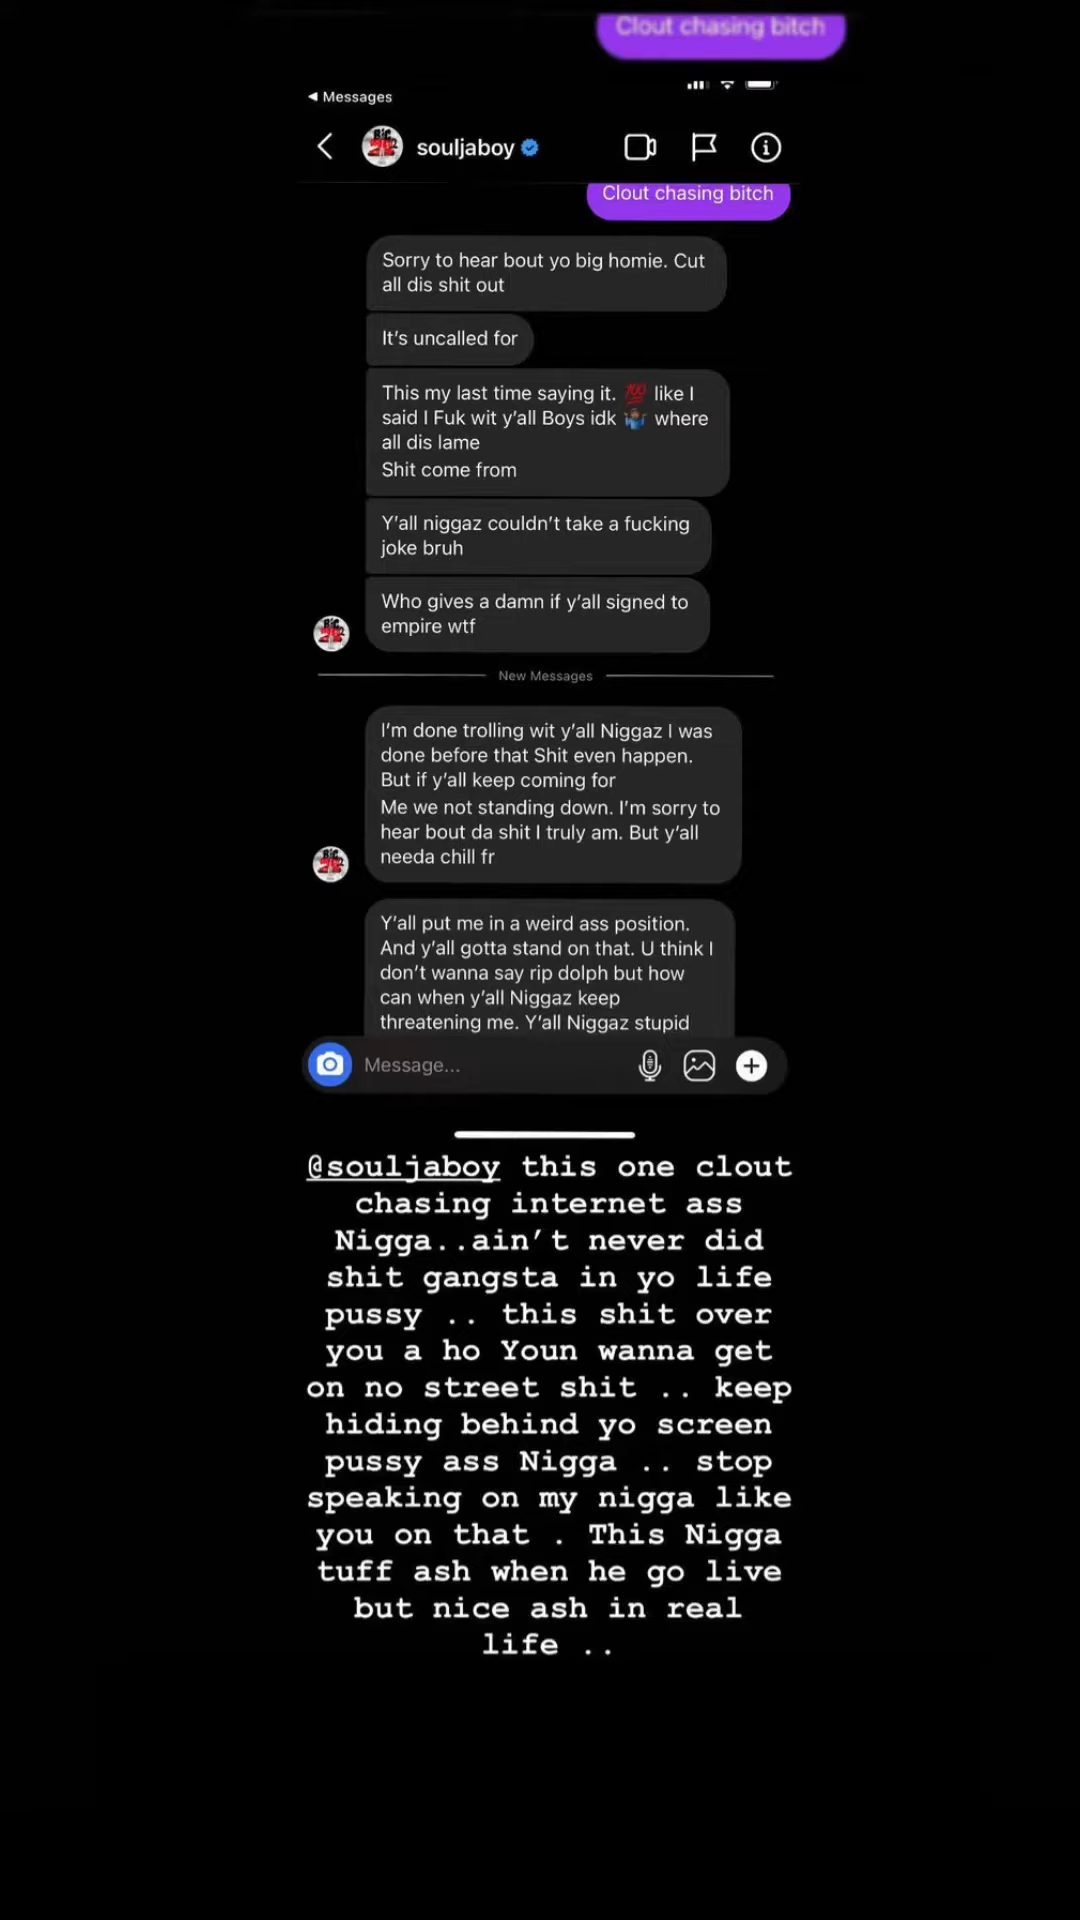 Clout chasing bitch
◀ Messages
souljaboy
Clout chasing bitch
Sorry to hear bout yo big homie. Cut
all dis shit out
It's uncalled for
This my last time saying it. 💯 like I
said I Fuk wit y'all Boys idk 🤷🏾‍♂️ where
all dis lame
Shit come from
Y'all niggaz couldn't take a fucking
joke bruh
Who gives a damn if y'all signed to
empire wtf
New Messages
I'm done trolling wit y'all Niggaz I was
done before that Shit even happen.
But if y'all keep coming for
Me we not standing down. I'm sorry to
hear bout da shit I truly am. But y'all
needa chill fr
Y'all put me in a weird ass position.
And y'all gotta stand on that. U think I
don't wanna say rip dolph but how
can when y'all Niggaz keep
threatening me. Y'all Niggaz stupid
Message...
@souljaboy this one clout
chasing internet ass
Nigga..ain't never did
shit gangsta in yo life
pussy .. this shit over
you a ho Youn wanna get
on no street shit .. keep
hiding behind yo screen
pussy ass Nigga .. stop
speaking on my nigga like
you on that . This Nigga
tuff ash when he go live
but nice ash in real
life ..